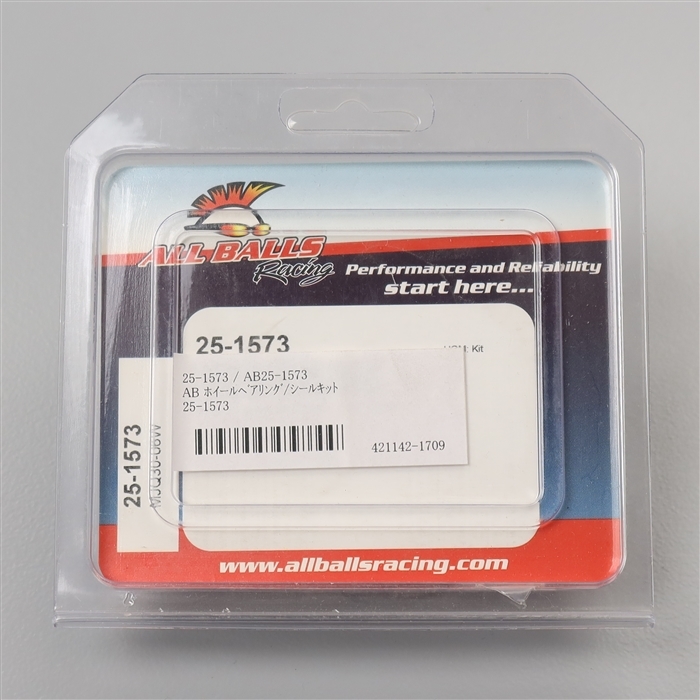 ALL BALLS
Racing
Performance and Reliability
start here...
25-1573
Kit
25-1573 / AB25-1573
AB ホイールベアリング/シールキット
25-1573
421142-1709
25-1573
www.allballsracing.com